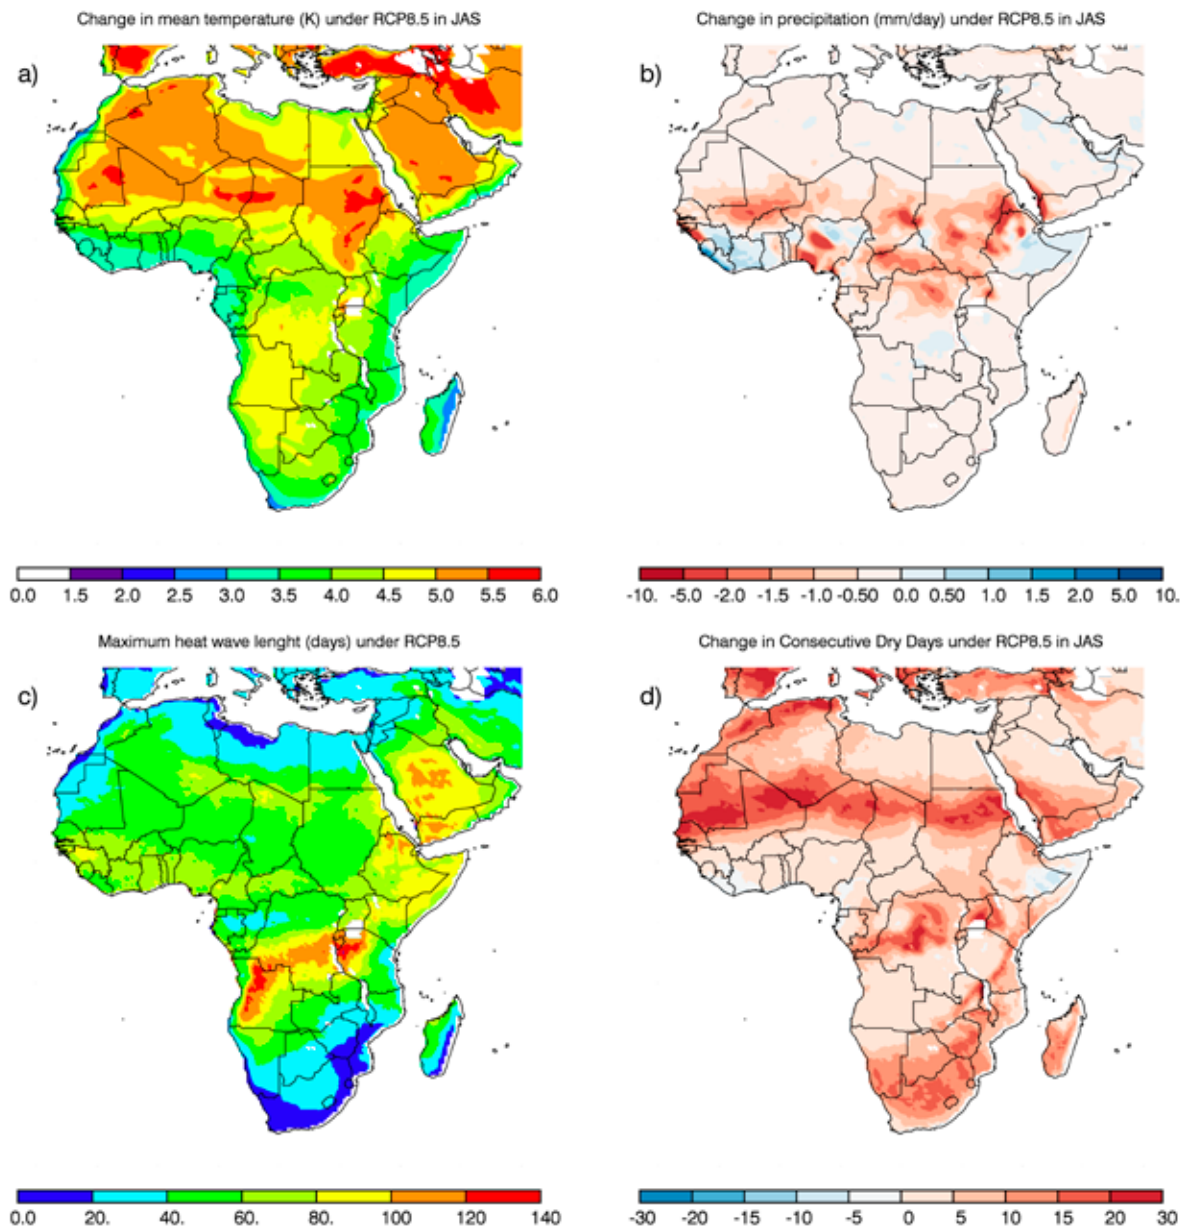 Change in mean temperature (K) under RCP8.5 in JAS
Change in precipitation (mm/day) under RCP8.5 in JAS
a)
b)
0.0 1.5 2.0 2.5 3.0 3.5 4.0 4.5 5.0 5.5 6.0
-10. -5.0 -2.0 -1.5 -1.0 -0.50 0.0 0.50 1.0 1.5 2.0 5.0 10.
Maximum heat wave lenght (days) under RCP8.5
Change in Consecutive Dry Days under RCP8.5 in JAS
c)
d)
0.0 20. 40. 60. 80. 100 120 140
-30 -20 -15 -10 -5 0 5 10 15 20 30